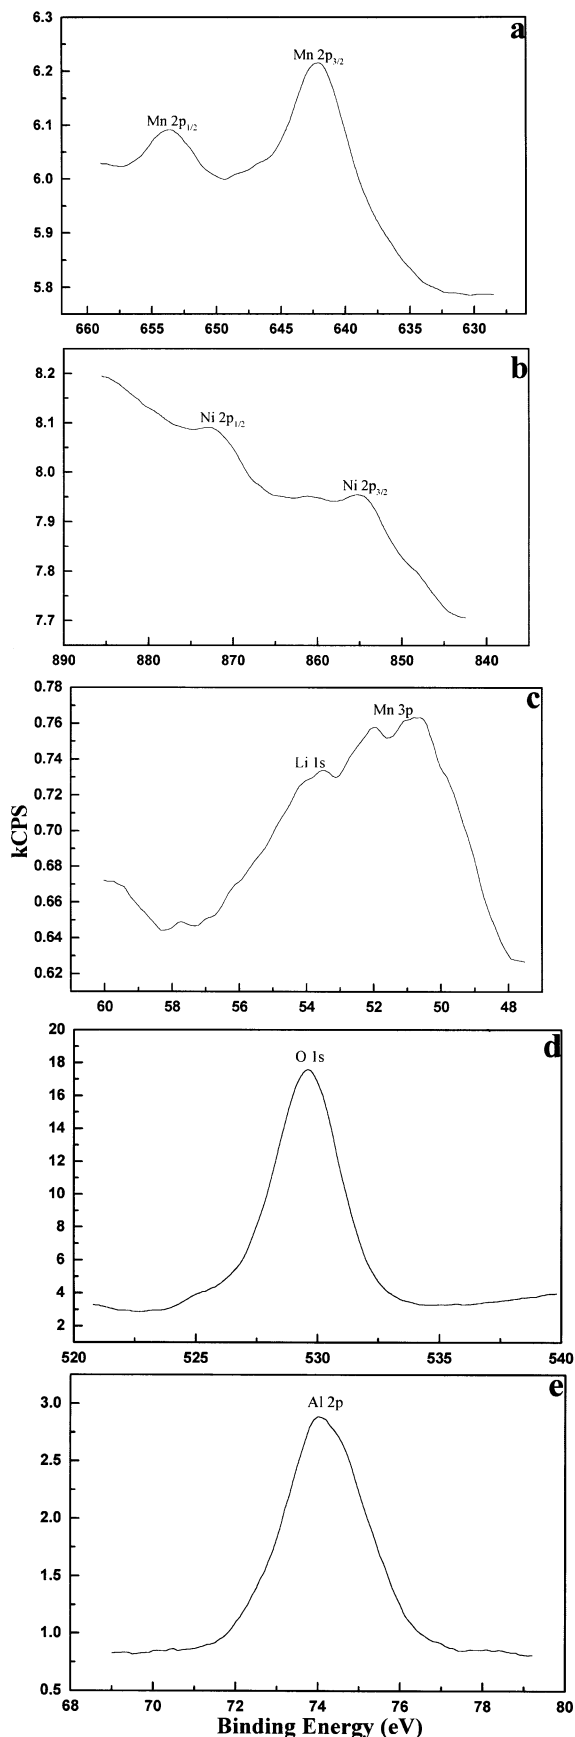 a
6.3
6.2
6.1
6.0
5.9
5.8
Mn 2p3/2
Mn 2p1/2
660 655 650 645 640 635 630
b
8.2
8.1
8.0
7.9
7.8
7.7
Ni 2p1/2
Ni 2p3/2
890 880 870 860 850 840
c
0.78
0.76
0.74
0.72
0.70
0.68
0.66
0.64
0.62
Mn 3p
Li 1s
kCPS
60 58 56 54 52 50 48
d
20
18
16
14
12
10
8
6
4
2
O 1s
520 525 530 535 540
e
3.0
2.5
2.0
1.5
1.0
0.5
Al 2p
68 70 72 74 76 78 80
Binding Energy (eV)